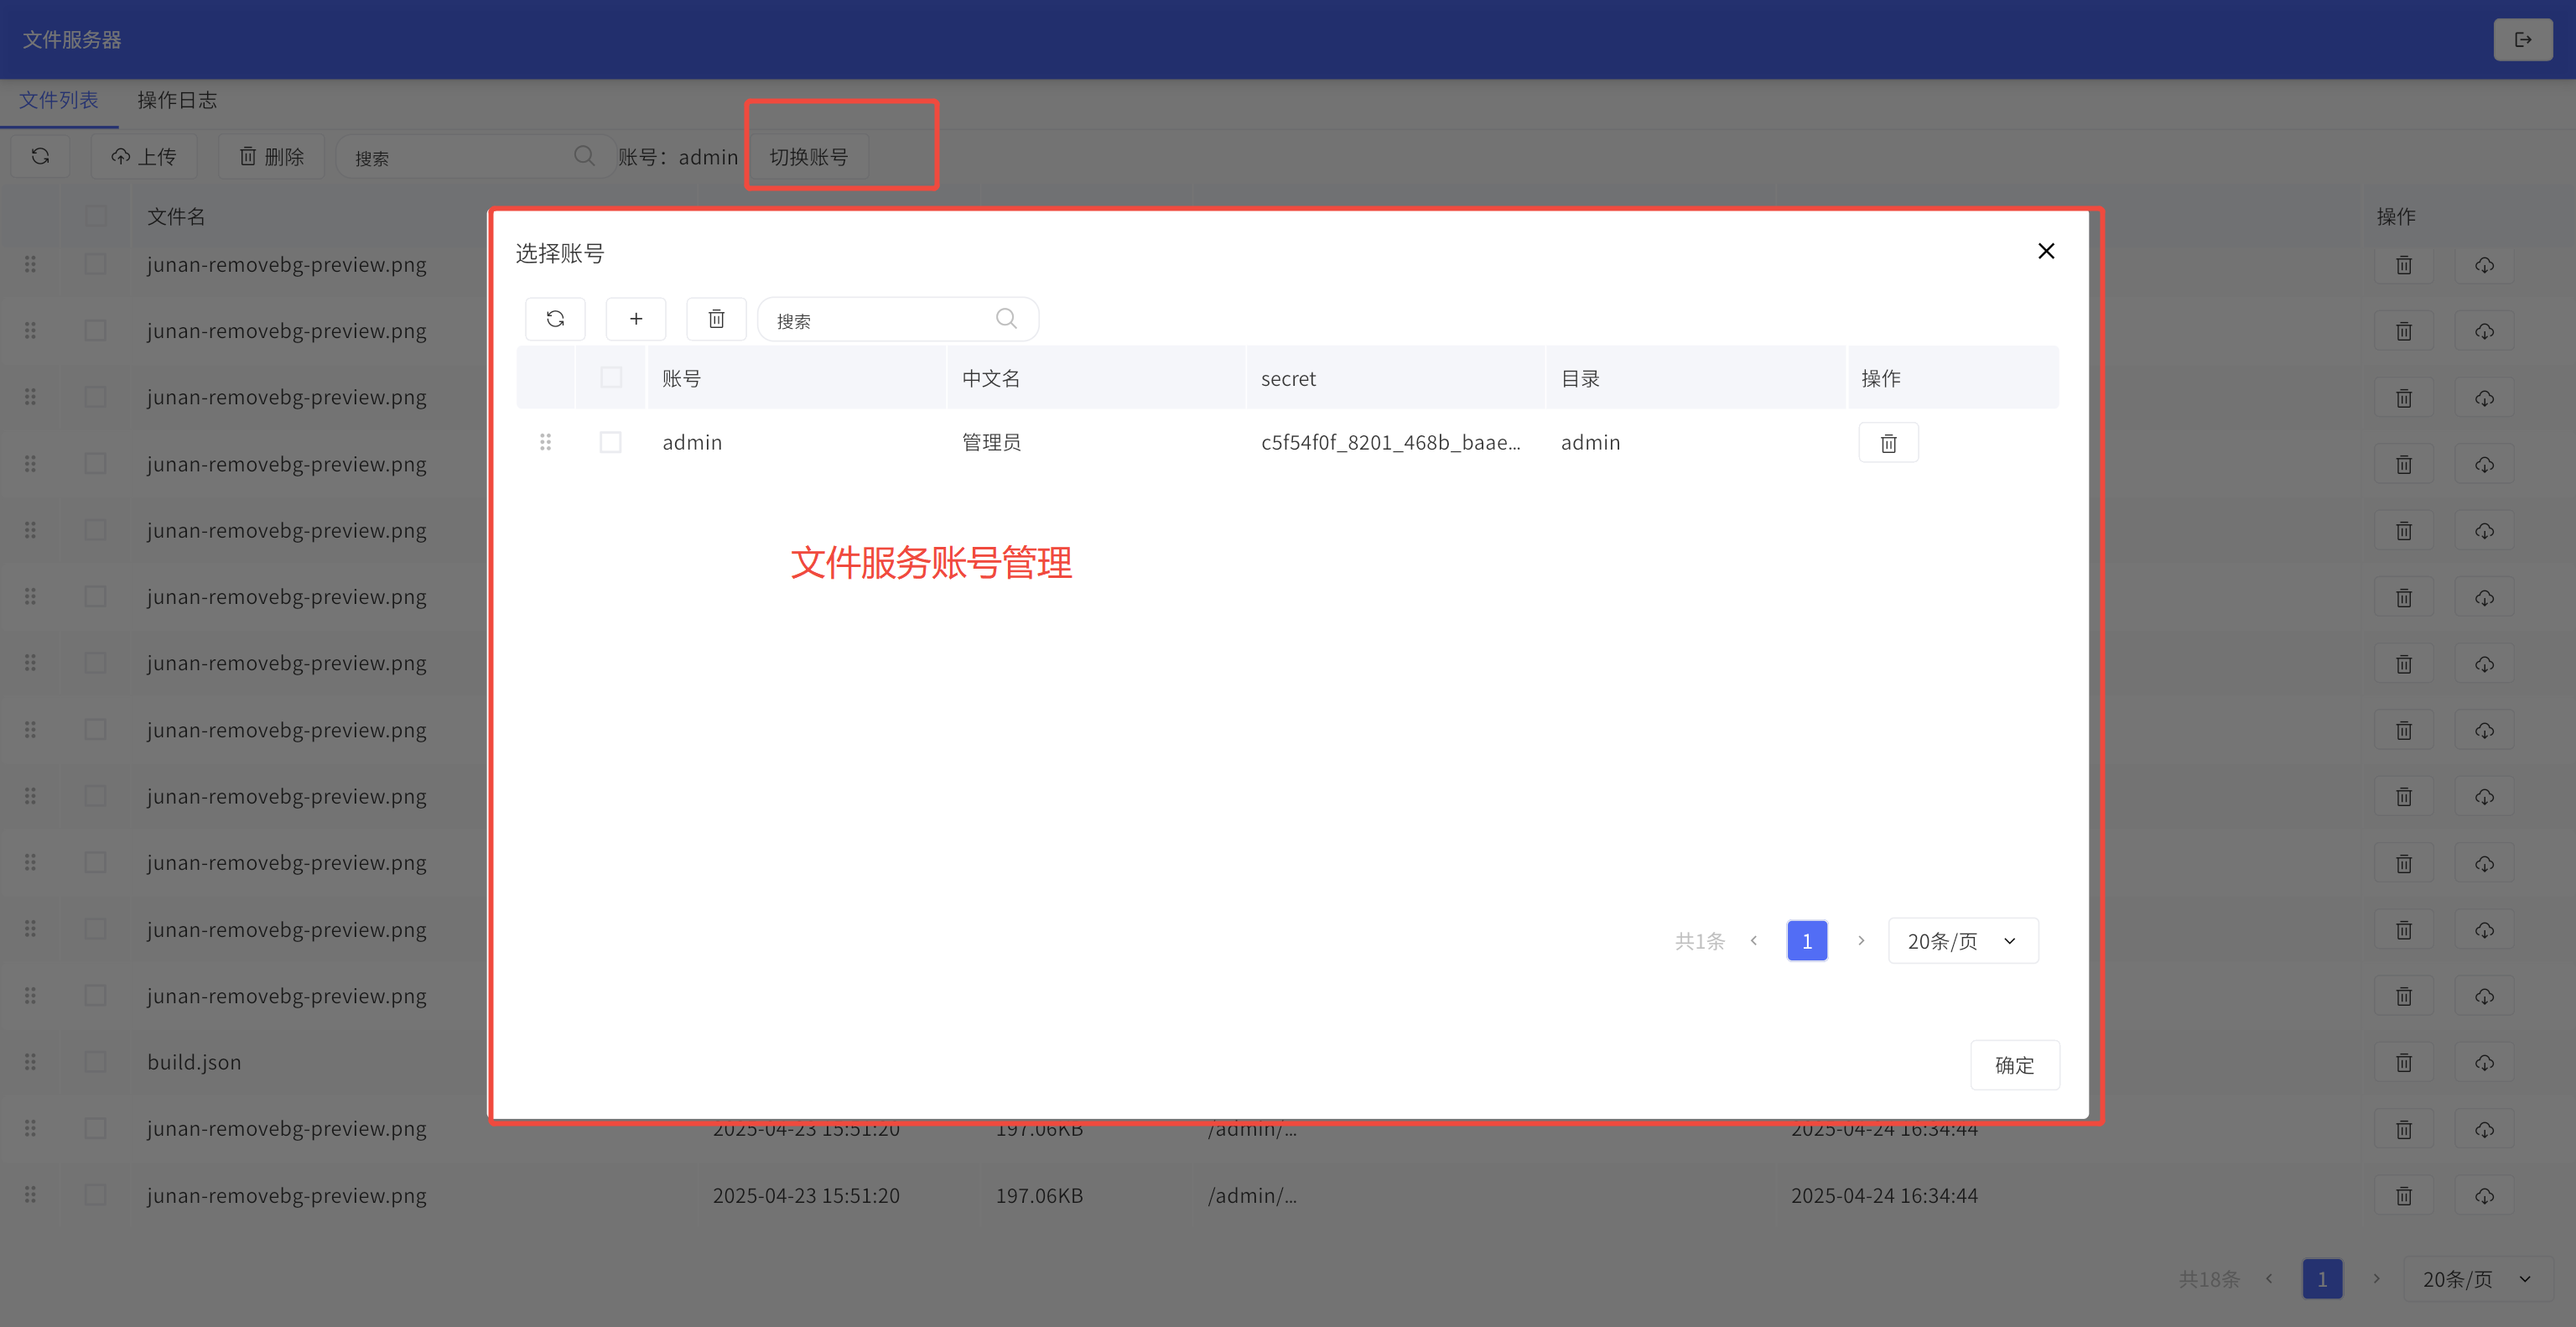 文件服务器
文件列表 操作日志
上传 删除 搜索 账号：admin 切换账号
文件名 操作
选择账号
搜索
账号 中文名 secret 目录 操作
admin 管理员 c5f54f0f_8201_468b_baae... admin
文件服务账号管理
共1条 1 20条/页
确定
junan-removebg-preview.png
junan-removebg-preview.png
junan-removebg-preview.png
junan-removebg-preview.png
junan-removebg-preview.png
junan-removebg-preview.png
junan-removebg-preview.png
junan-removebg-preview.png
junan-removebg-preview.png
junan-removebg-preview.png
junan-removebg-preview.png
junan-removebg-preview.png
build.json
junan-removebg-preview.png 2025-04-23 15:51:20 197.06KB /admin/... 2025-04-24 16:34:44
junan-removebg-preview.png 2025-04-23 15:51:20 197.06KB /admin/... 2025-04-24 16:34:44
共18条 1 20条/页